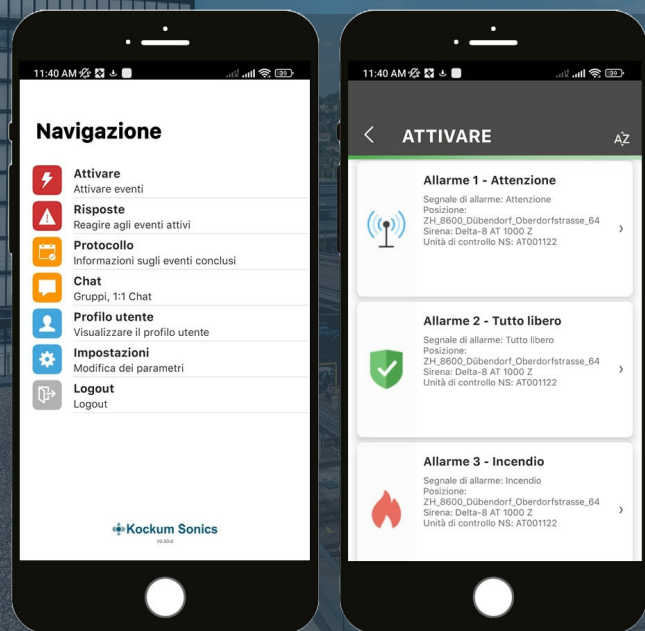 11:40 AM
39
Navigazione
Attivare
Attivare eventi
Risposte
Reagire agli eventi attivi
Protocollo
Informazioni sugli eventi conclusi
Chat
Gruppi, 1:1 Chat
Profilo utente
Visualizzare il profilo utente
Impostazioni
Modifica dei parametri
Logout
Logout
Kockum Sonics
V2.20.0
11:40 AM
39
ATTIVARE
AZ
Allarme 1 - Attenzione
Segnale di allarme: Attenzione
Posizione:
ZH_8600_Dübendorf_Oberdorfstrasse_64
Sirena: Delta-8 AT 1000 Z
Unità di controllo NS: AT001122
Allarme 2 - Tutto libero
Segnale di allarme: Tutto libero
Posizione:
ZH_8600_Dübendorf_Oberdorfstrasse_64
Sirena: Delta-8 AT 1000 Z
Unità di controllo NS: AT001122
Allarme 3 - Incendio
Segnale di allarme: Incendio
Posizione:
ZH_8600_Dübendorf_Oberdorfstrasse_64
Sirena: Delta-8 AT 1000 Z
Unità di controllo NS: AT001122